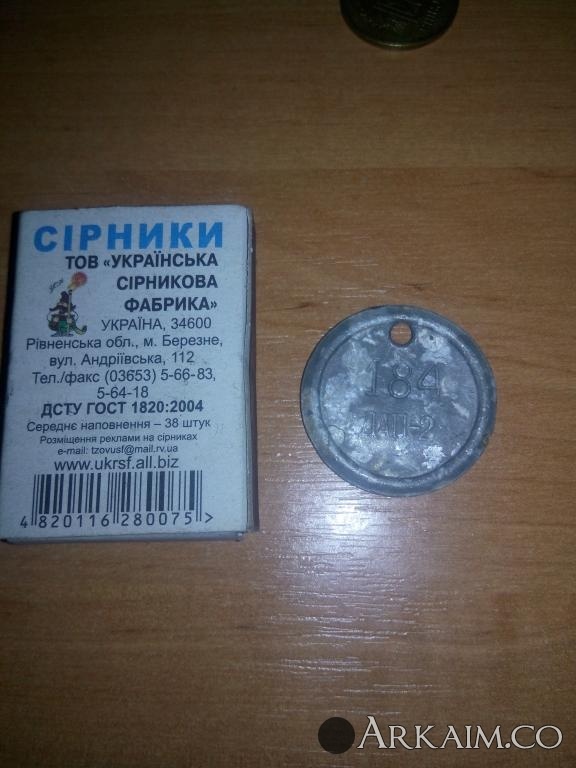 СІРНИКИ
ТОВ «УКРАЇНСЬКА
СІРНИКОВА
ФАБРИКА»
УКРАЇНА, 34600
Рівненська обл., м. Березне,
вул. Андріївська, 112
Тел./факс (03653) 5-66-83,
5-64-18
ДСТУ ГОСТ 1820:2004
Середнє наповнення – 38 штук
Розміщення реклами на сірниках
e-mail: tzovusf@mail.rv.ua
www.ukrsf.all.biz
4 820116 280075 >
184
ARKAIM.CO